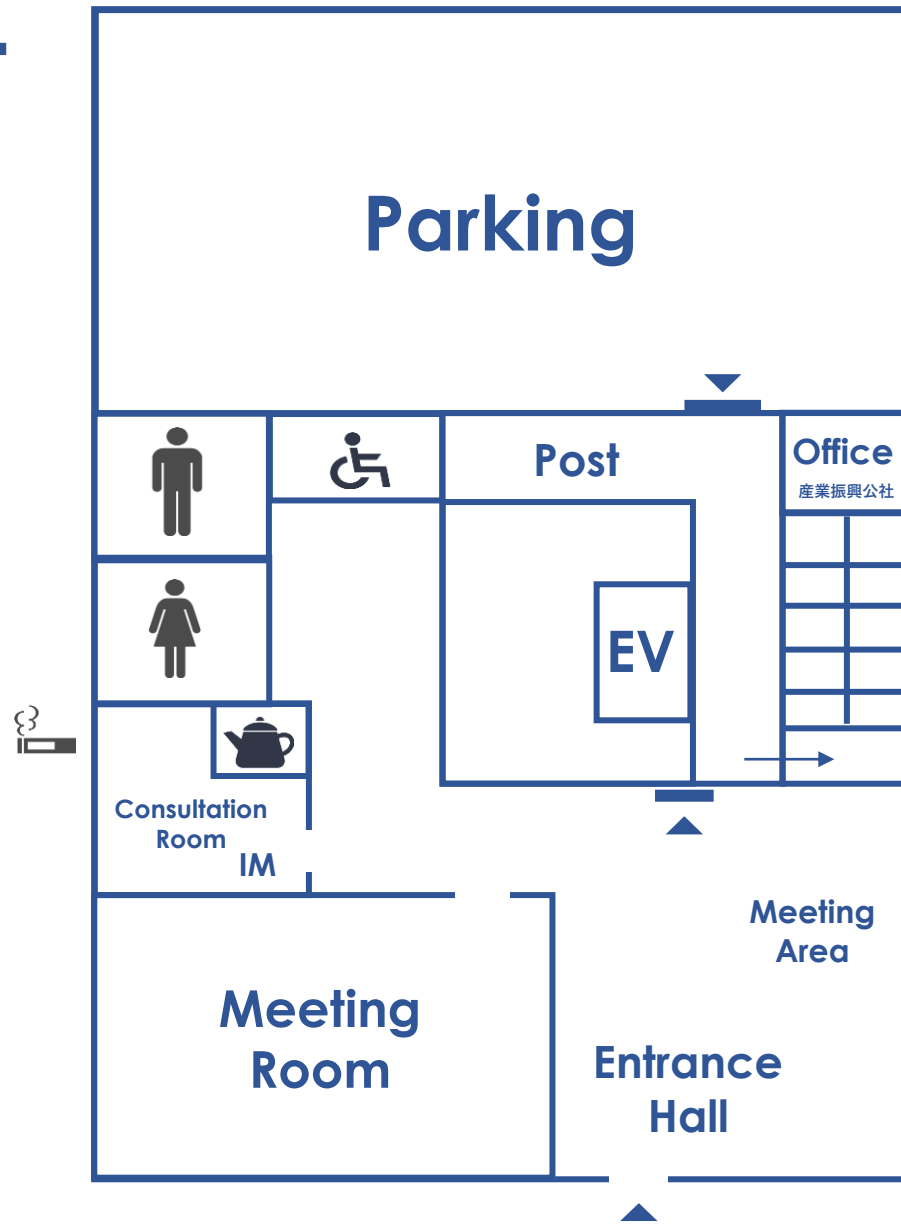 Parking
Post
Office
産業振興公社
EV
Consultation
Room
IM
Meeting
Area
Meeting
Room
Entrance
Hall